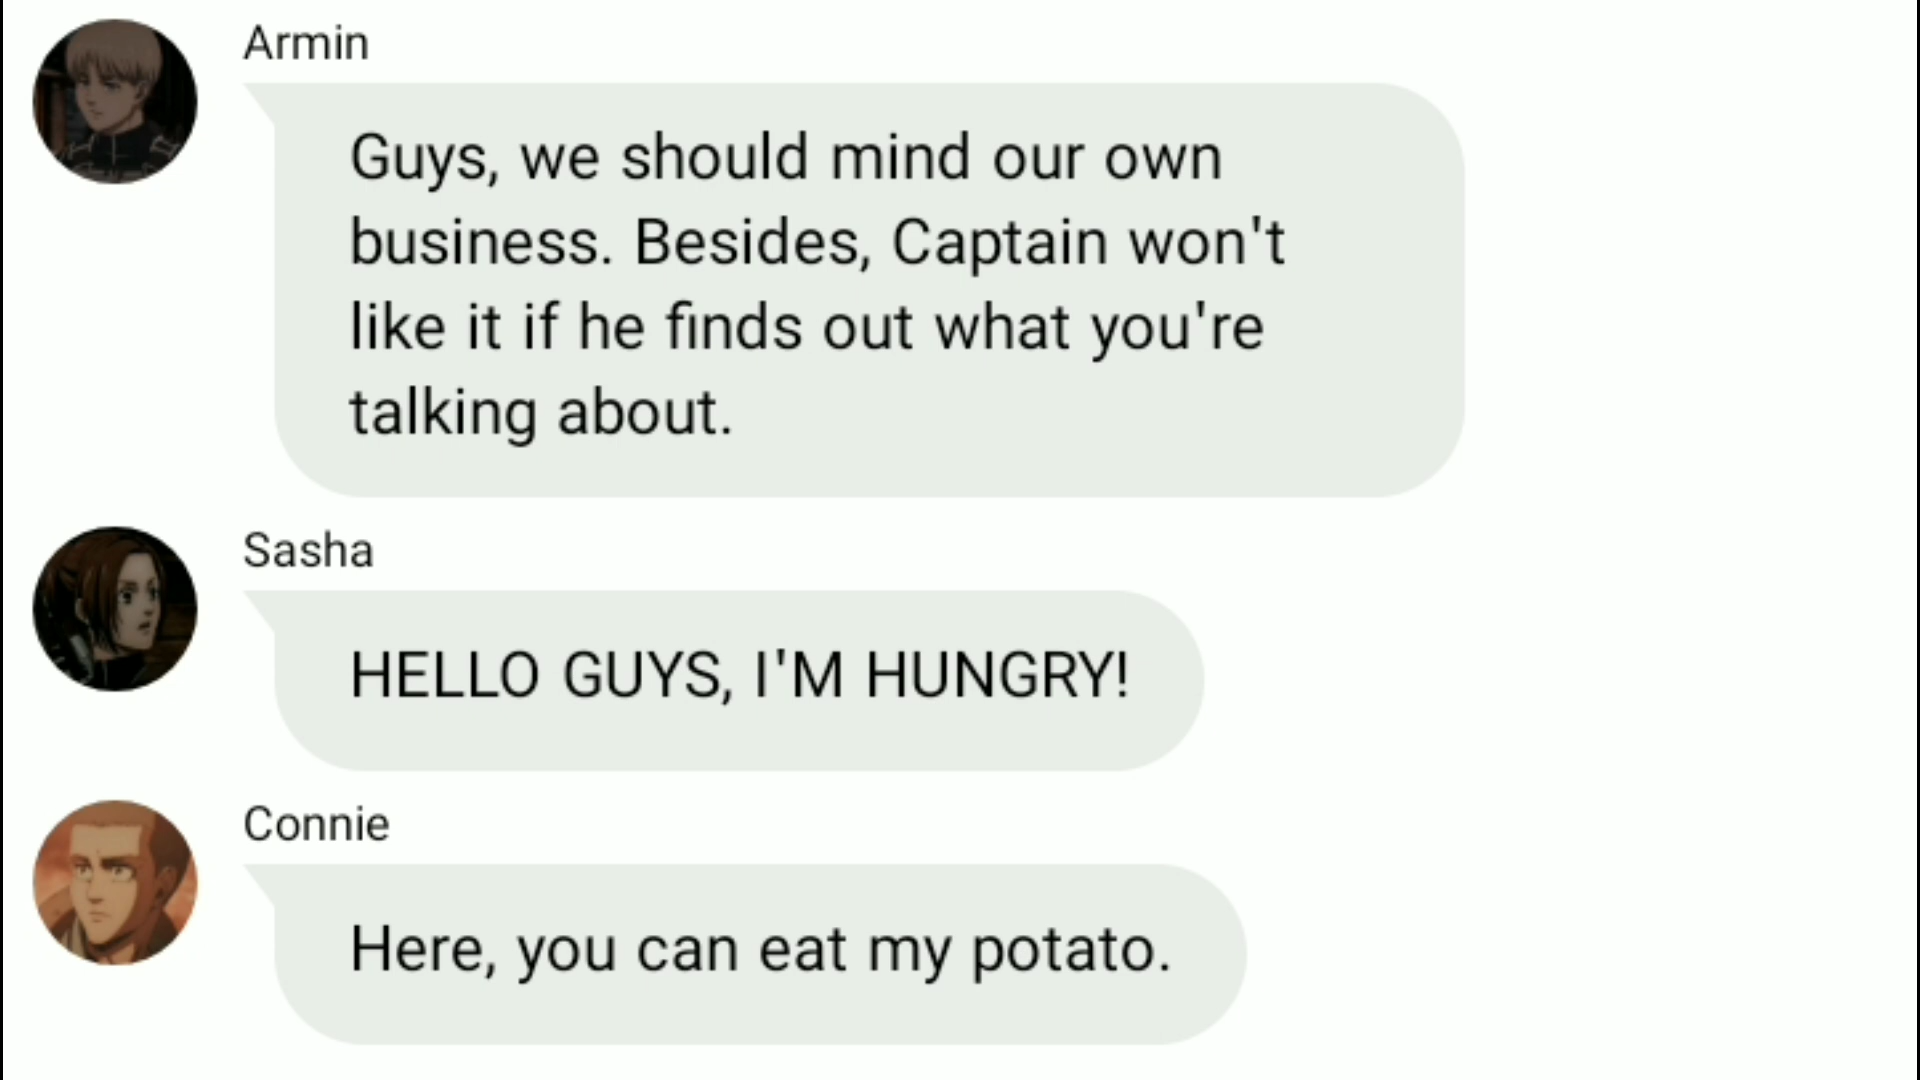 Armin
Guys, we should mind our own
business. Besides, Captain won't
like it if he finds out what you're
talking about.
Sasha
HELLO GUYS, I'M HUNGRY!
Connie
Here, you can eat my potato.